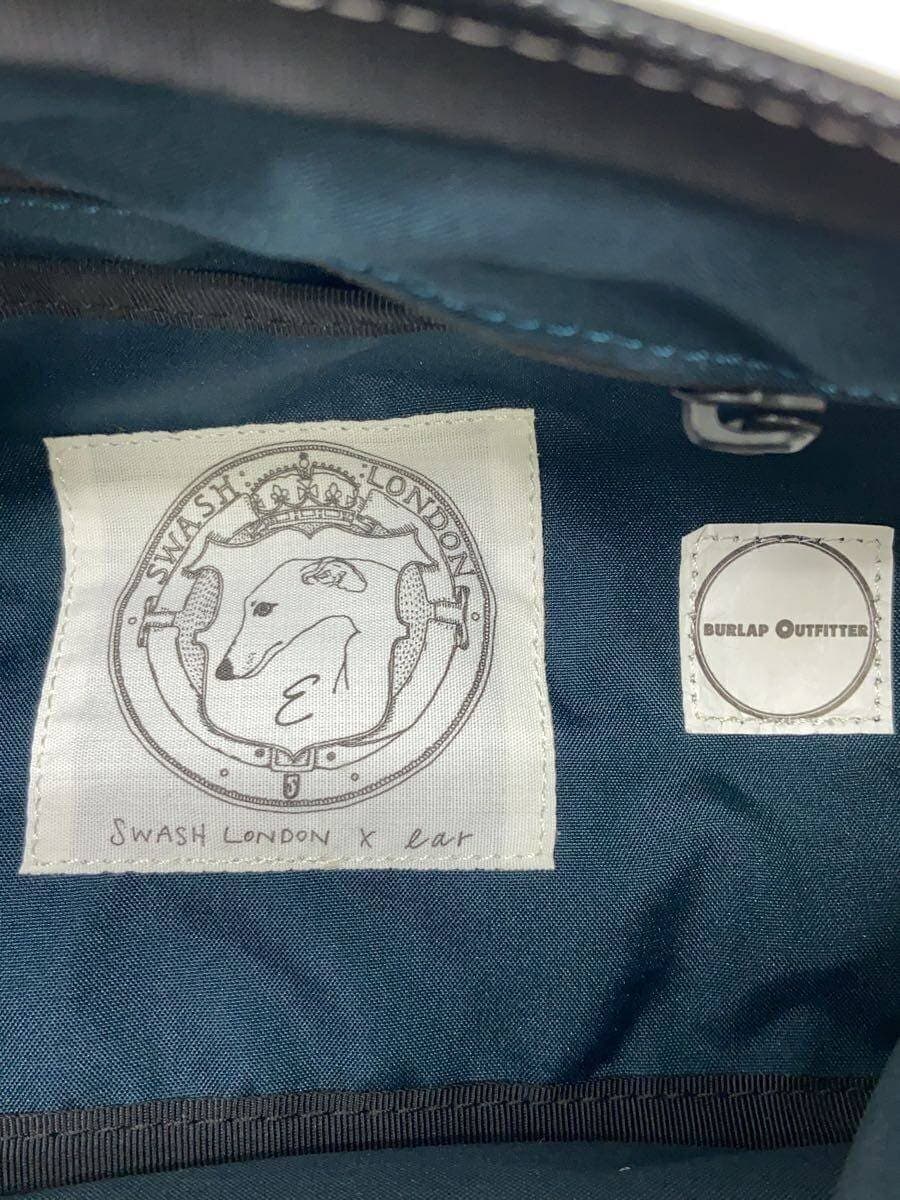 SWASH LONDON
E
S
SWASH LONDON X ear
BURLAP OUTFITTER